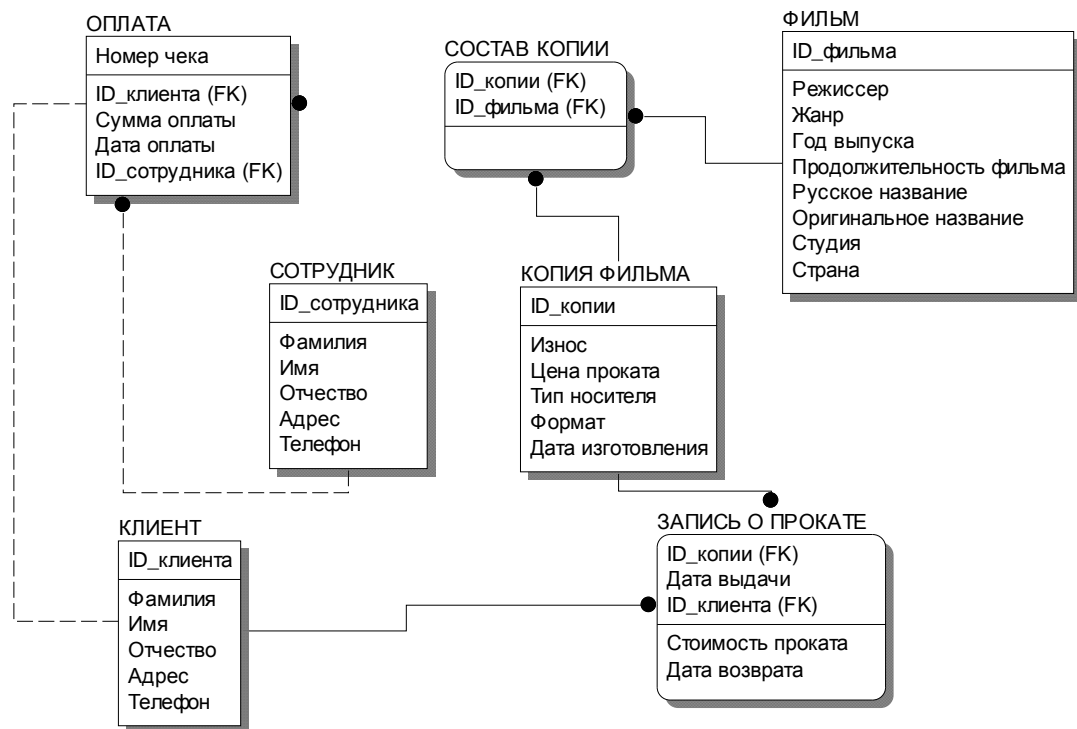 ОПЛАТА
Номер чека
ID_клиента (FK)
Сумма оплаты
Дата оплаты
ID_сотрудника (FK)
СОСТАВ КОПИИ
ID_копии (FK)
ID_фильма (FK)
ФИЛЬМ
ID_фильма
Режиссер
Жанр
Год выпуска
Продолжительность фильма
Русское название
Оригинальное название
Студия
Страна
СОТРУДНИК
ID_сотрудника
Фамилия
Имя
Отчество
Адрес
Телефон
КОПИЯ ФИЛЬМА
ID_копии
Износ
Цена проката
Тип носителя
Формат
Дата изготовления
КЛИЕНТ
ID_клиента
Фамилия
Имя
Отчество
Адрес
Телефон
ЗАПИСЬ О ПРОКАТЕ
ID_копии (FK)
Дата выдачи
ID_клиента (FK)
Стоимость проката
Дата возврата